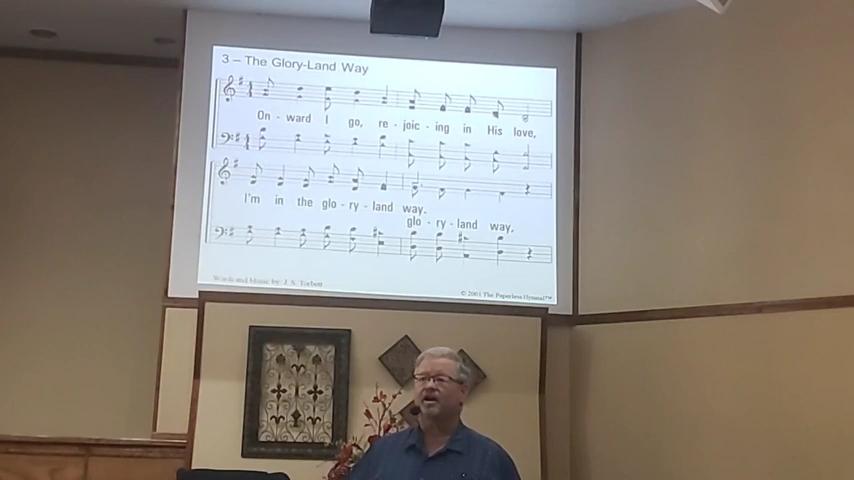 3 – The Glory-Land Way
On - ward I go, re - joic - ing in His love,
I'm in the glo - ry - land way.
glo - ry - land way,
Words and Music by: J. S. Torbett
© 2001 The Paperless Hymnal™